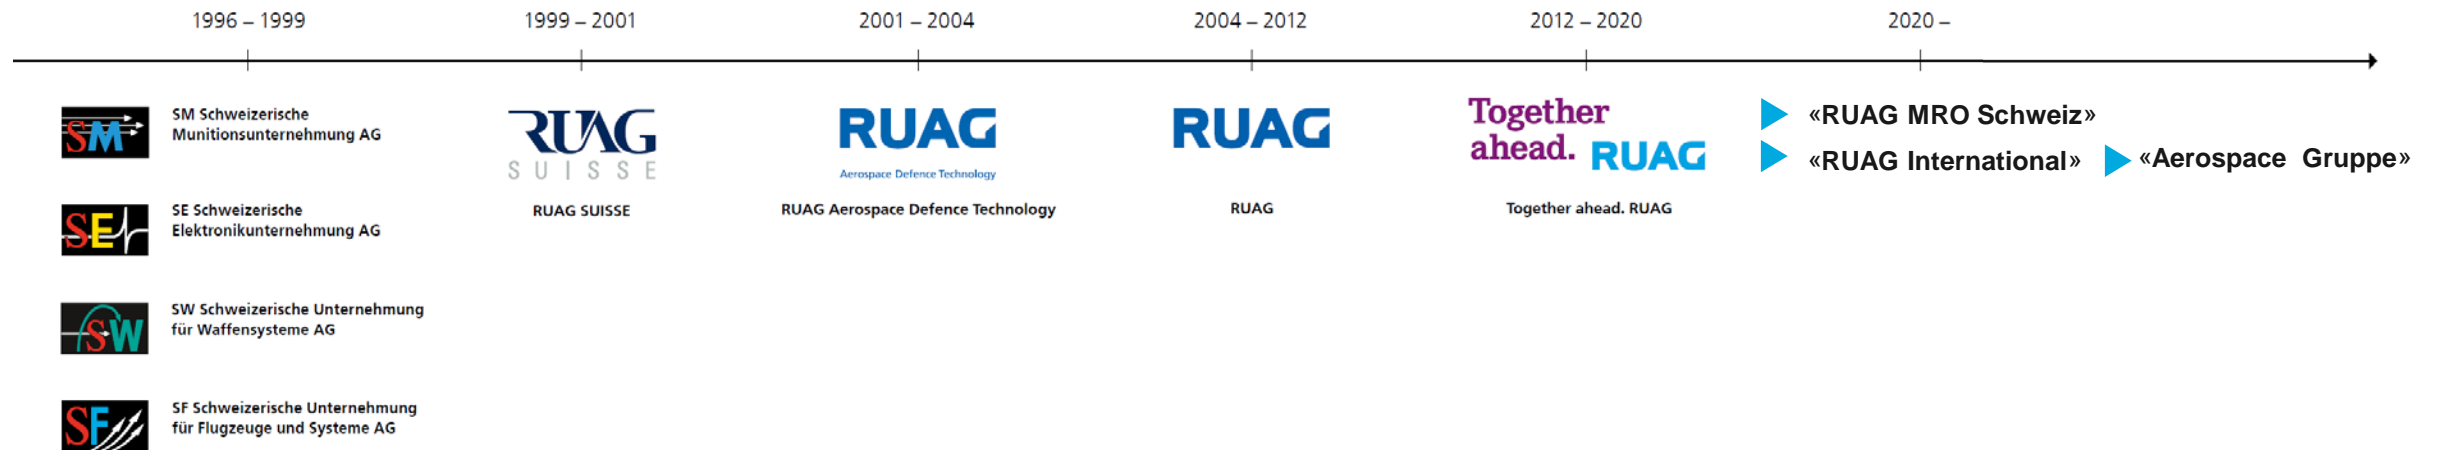 1996 – 1999
1999 – 2001
2001 – 2004
2004 – 2012
2012 – 2020
2020 –
SM
SM Schweizerische
Munitionsunternehmung AG
SE
SE Schweizerische
Elektronikunternehmung AG
SW
SW Schweizerische Unternehmung
für Waffensysteme AG
SF
SF Schweizerische Unternehmung
für Flugzeuge und Systeme AG
RUAG
SUISSE
RUAG SUISSE
RUAG
Aerospace Defence Technology
RUAG Aerospace Defence Technology
RUAG
RUAG
Together
ahead. RUAG
Together ahead. RUAG
«RUAG MRO Schweiz»
«RUAG International» «Aerospace Gruppe»